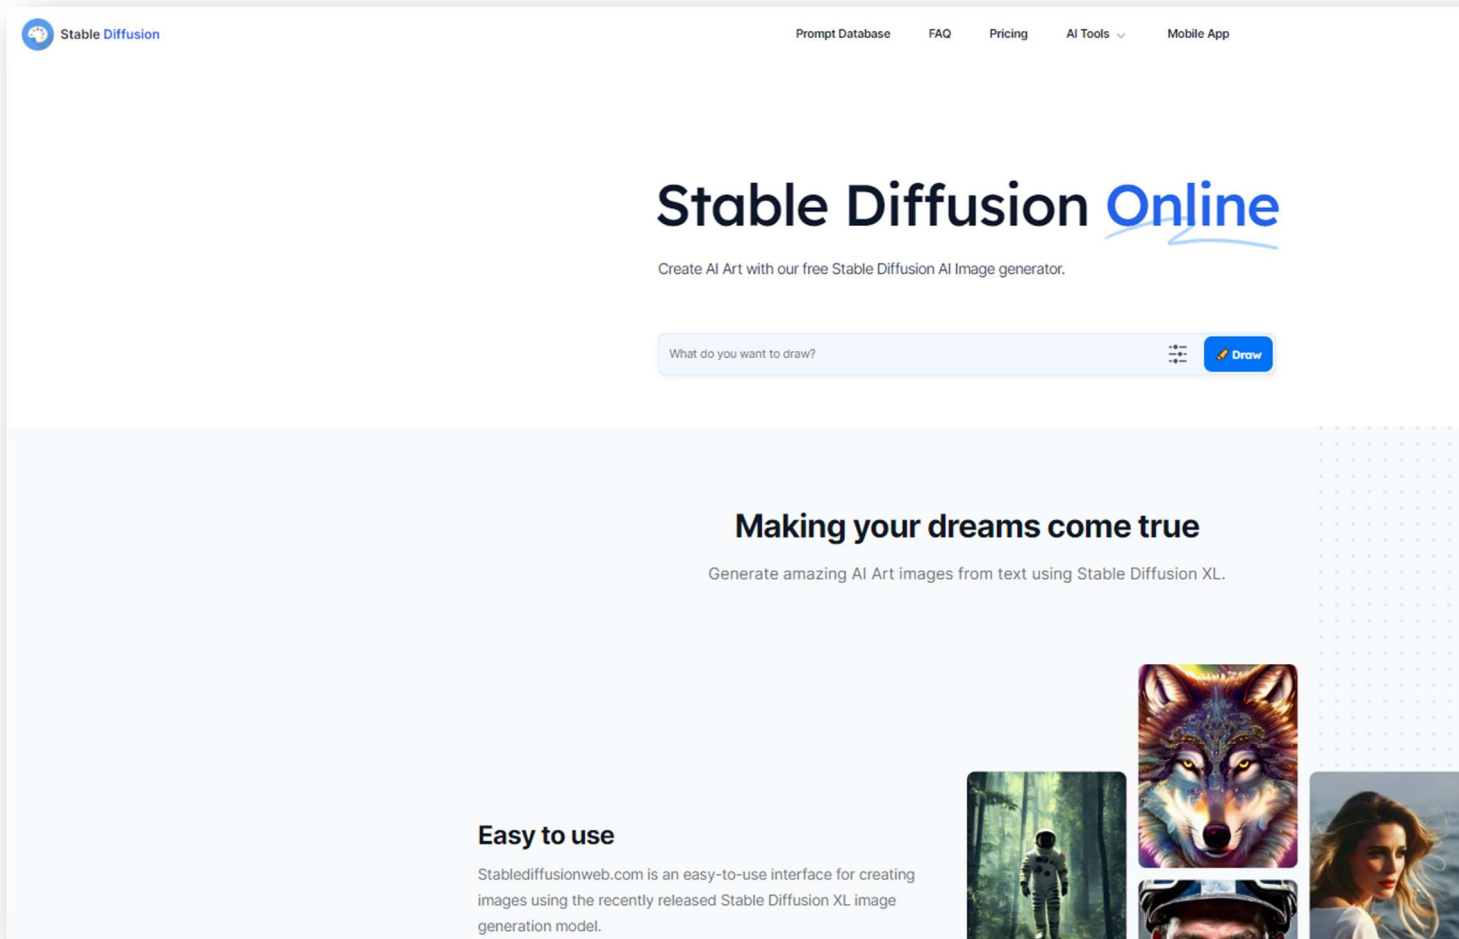 Stable Diffusion
Prompt Database
FAQ
Pricing
AI Tools
Mobile App
Stable Diffusion Online
Create AI Art with our free Stable Diffusion AI Image generator.
What do you want to draw?
Draw
Making your dreams come true
Generate amazing AI Art images from text using Stable Diffusion XL.
Easy to use
Stablediffusionweb.com is an easy-to-use interface for creating
images using the recently released Stable Diffusion XL image
generation model.